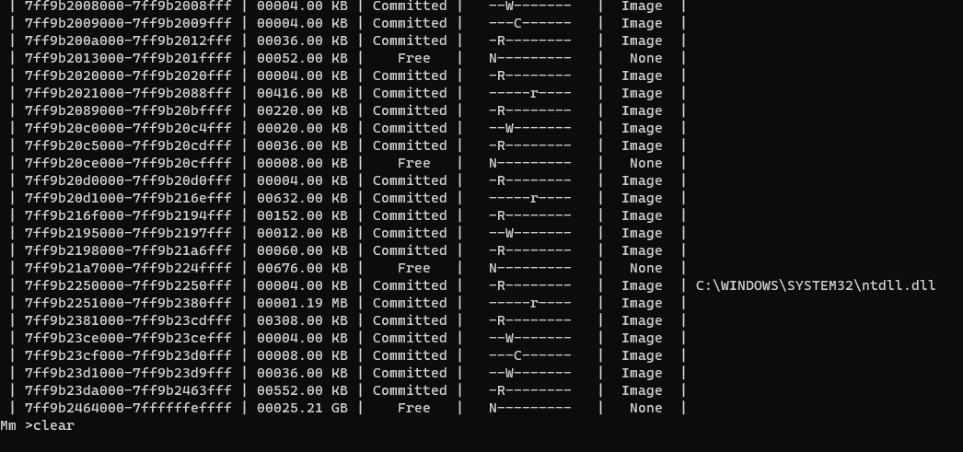 | 7ff9b2008000-7ff9b2008fff | 00004.00 KB | Committed |   --W-------   |  Image  |
| 7ff9b2009000-7ff9b2009fff | 00004.00 KB | Committed |   ---C------   |  Image  |
| 7ff9b200a000-7ff9b2012fff | 00036.00 KB | Committed |   -R--------   |  Image  |
| 7ff9b2013000-7ff9b201ffff | 00052.00 KB |    Free   |   N---------   |   None  |
| 7ff9b2020000-7ff9b2020fff | 00004.00 KB | Committed |   -R--------   |  Image  |
| 7ff9b2021000-7ff9b2088fff | 00416.00 KB | Committed |   -----r----   |  Image  |
| 7ff9b2089000-7ff9b20bffff | 00220.00 KB | Committed |   -R--------   |  Image  |
| 7ff9b20c0000-7ff9b20c4fff | 00020.00 KB | Committed |   --W-------   |  Image  |
| 7ff9b20c5000-7ff9b20cdfff | 00036.00 KB | Committed |   -R--------   |  Image  |
| 7ff9b20ce000-7ff9b20cffff | 00008.00 KB |    Free   |   N---------   |   None  |
| 7ff9b20d0000-7ff9b20d0fff | 00004.00 KB | Committed |   -R--------   |  Image  |
| 7ff9b20d1000-7ff9b216efff | 00632.00 KB | Committed |   -----r----   |  Image  |
| 7ff9b216f000-7ff9b2194fff | 00152.00 KB | Committed |   -R--------   |  Image  |
| 7ff9b2195000-7ff9b2197fff | 00012.00 KB | Committed |   --W-------   |  Image  |
| 7ff9b2198000-7ff9b21a6fff | 00060.00 KB | Committed |   -R--------   |  Image  |
| 7ff9b21a7000-7ff9b224ffff | 00676.00 KB |    Free   |   N---------   |   None  |
| 7ff9b2250000-7ff9b2250fff | 00004.00 KB | Committed |   -R--------   |  Image  | C:\WINDOWS\SYSTEM32\ntdll.dll
| 7ff9b2251000-7ff9b2380fff | 00001.19 MB | Committed |   -----r----   |  Image  |
| 7ff9b2381000-7ff9b23cdfff | 00308.00 KB | Committed |   -R--------   |  Image  |
| 7ff9b23ce000-7ff9b23cefff | 00004.00 KB | Committed |   --W-------   |  Image  |
| 7ff9b23cf000-7ff9b23d0fff | 00008.00 KB | Committed |   ---C------   |  Image  |
| 7ff9b23d1000-7ff9b23d9fff | 00036.00 KB | Committed |   --W-------   |  Image  |
| 7ff9b23da000-7ff9b2463fff | 00552.00 KB | Committed |   -R--------   |  Image  |
| 7ff9b2464000-7ffffffeffff | 00025.21 GB |    Free   |   N---------   |   None  |
Mm >clear